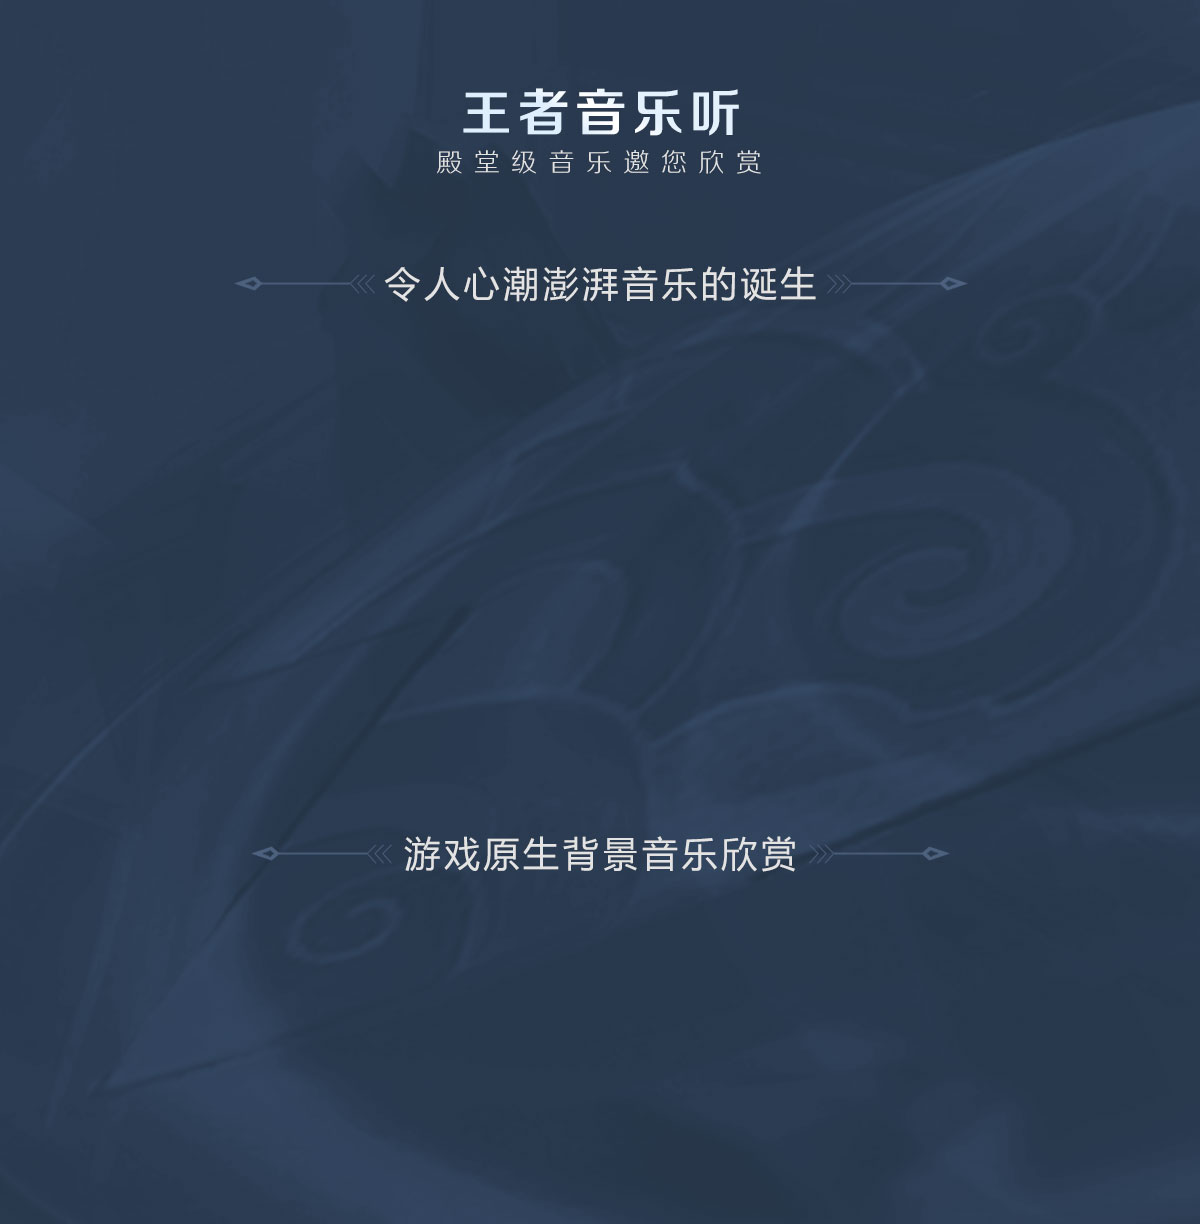 王者音乐听
殿堂级音乐邀您欣赏
令人心潮澎湃音乐的诞生
游戏原生背景音乐欣赏